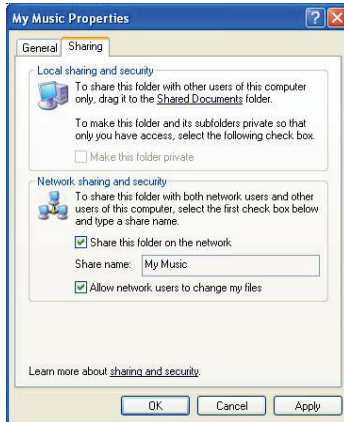 My Music Properties
General
Sharing
Local sharing and security
To share this folder with other users of this computer
only, drag it to the Shared Documents folder.
To make this folder and its subfolders private so that
only you have access, select the following check box.
Make this folder private
Network sharing and security
To share this folder with both network users and other
users of this computer, select the first check box below
and type a share name.
Share this folder on the network
Share name: My Music
Allow network users to change my files
Learn more about sharing and security.
OK Cancel Apply